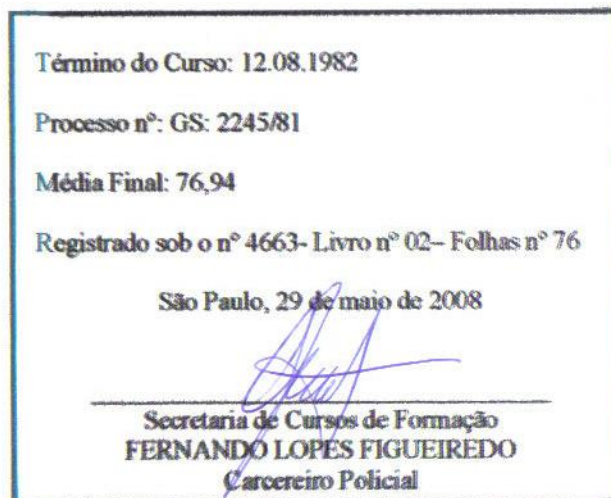 Término do Curso: 12.08.1982
Processo nº: GS: 2245/81
Média Final: 76,94
Registrado sob o nº 4663- Livro nº 02– Folhas nº 76
São Paulo, 29 de maio de 2008
Secretaria de Cursos de Formação
FERNANDO LOPES FIGUEIREDO
Carcereiro Policial